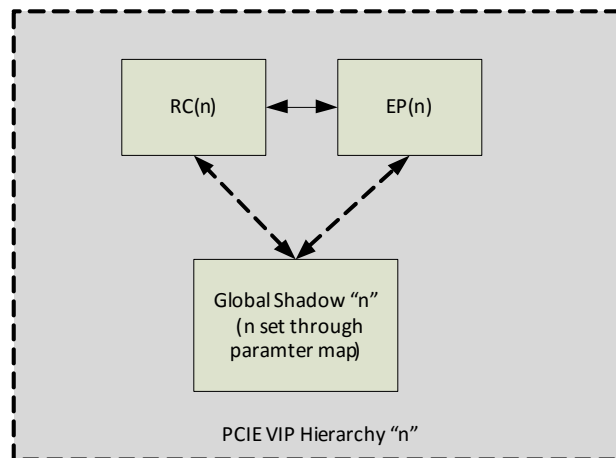 RC(n)
EP(n)
Global Shadow “n”
(n set through
paramter map)
PCIE VIP Hierarchy “n”